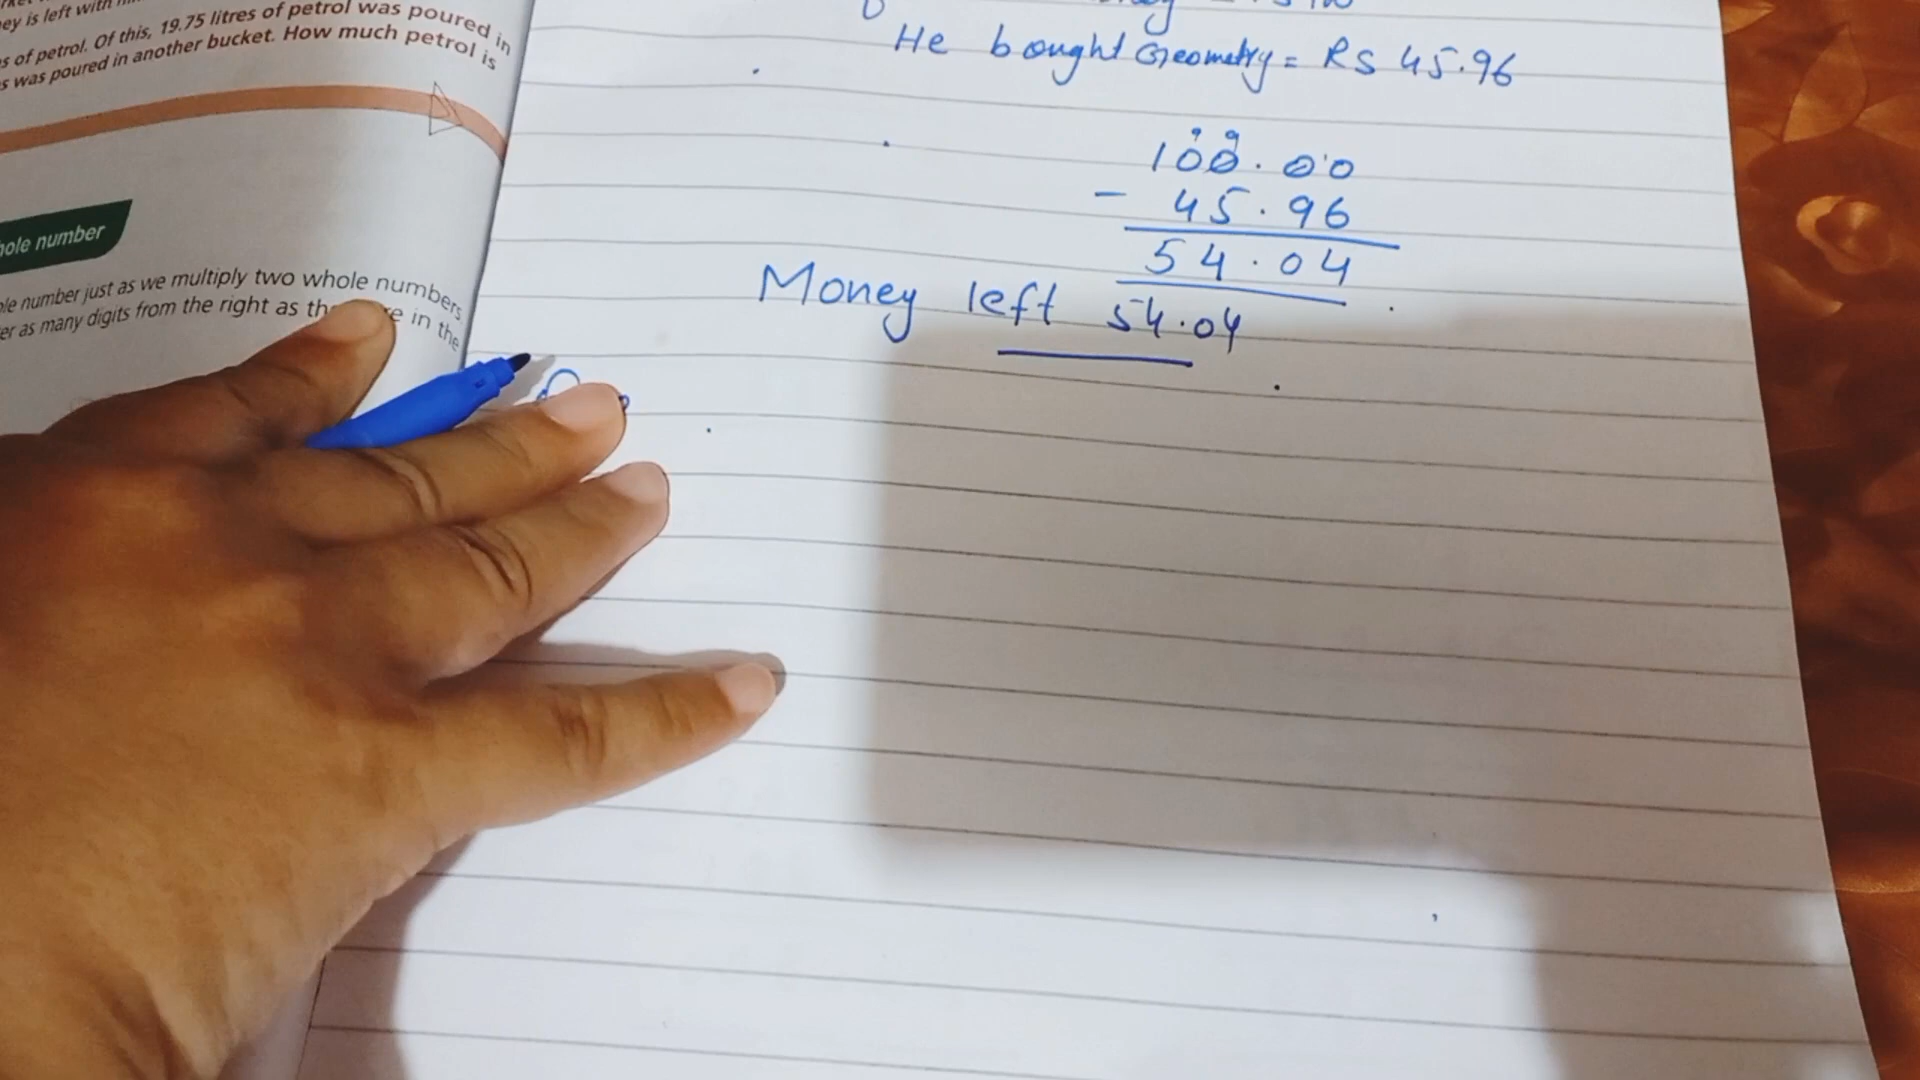 ey is left with
s of petrol. Of this, 19.75 litres of petrol was poured in
s was poured in another bucket. How much petrol is
hole number
ole number just as we multiply two whole numbers
er as many digits from the right as in the
He bought Geometry = RS 45.96
9 9
100.00
- 45.96
54.04
Money left 54.04